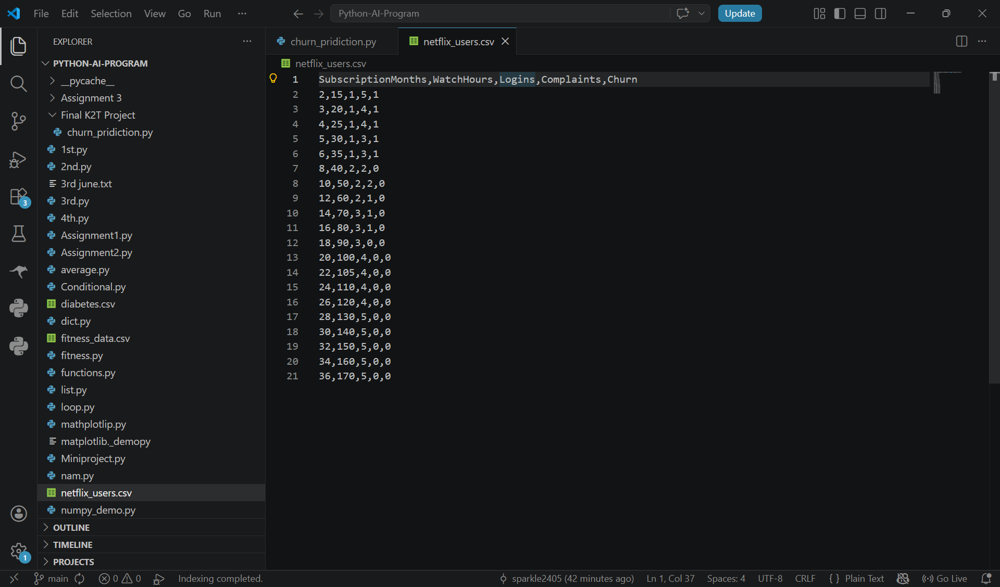 File Edit Selection View Go Run ··· Python-AI-Program Update
EXPLORER ···
PYTHON-AI-PROGRAM
__pycache__
Assignment 3
Final K2T Project
churn_pridiction.py
1st.py
2nd.py
3rd june.txt
3rd.py
4th.py
Assignment1.py
Assignment2.py
average.py
Conditional.py
diabetes.csv
dict.py
fitness_data.csv
fitness.py
functions.py
list.py
loop.py
mathplotlip.py
matplotlib._demopy
Miniproject.py
nam.py
netflix_users.csv
numpy_demo.py
OUTLINE
TIMELINE
PROJECTS
3
1
churn_pridiction.py netflix_users.csv
netflix_users.csv
1 SubscriptionMonths,WatchHours,Logins,Complaints,Churn
2 2,15,1,5,1
3 3,20,1,4,1
4 4,25,1,4,1
5 5,30,1,3,1
6 6,35,1,3,1
7 8,40,2,2,0
8 10,50,2,2,0
9 12,60,2,1,0
10 14,70,3,1,0
11 16,80,3,1,0
12 18,90,3,0,0
13 20,100,4,0,0
14 22,105,4,0,0
15 24,110,4,0,0
16 26,120,4,0,0
17 28,130,5,0,0
18 30,140,5,0,0
19 32,150,5,0,0
20 34,160,5,0,0
21 36,170,5,0,0
main 0 0 Indexing completed. sparkle2405 (42 minutes ago) Ln 1, Col 37 Spaces: 4 UTF-8 CRLF { } Plain Text Go Live